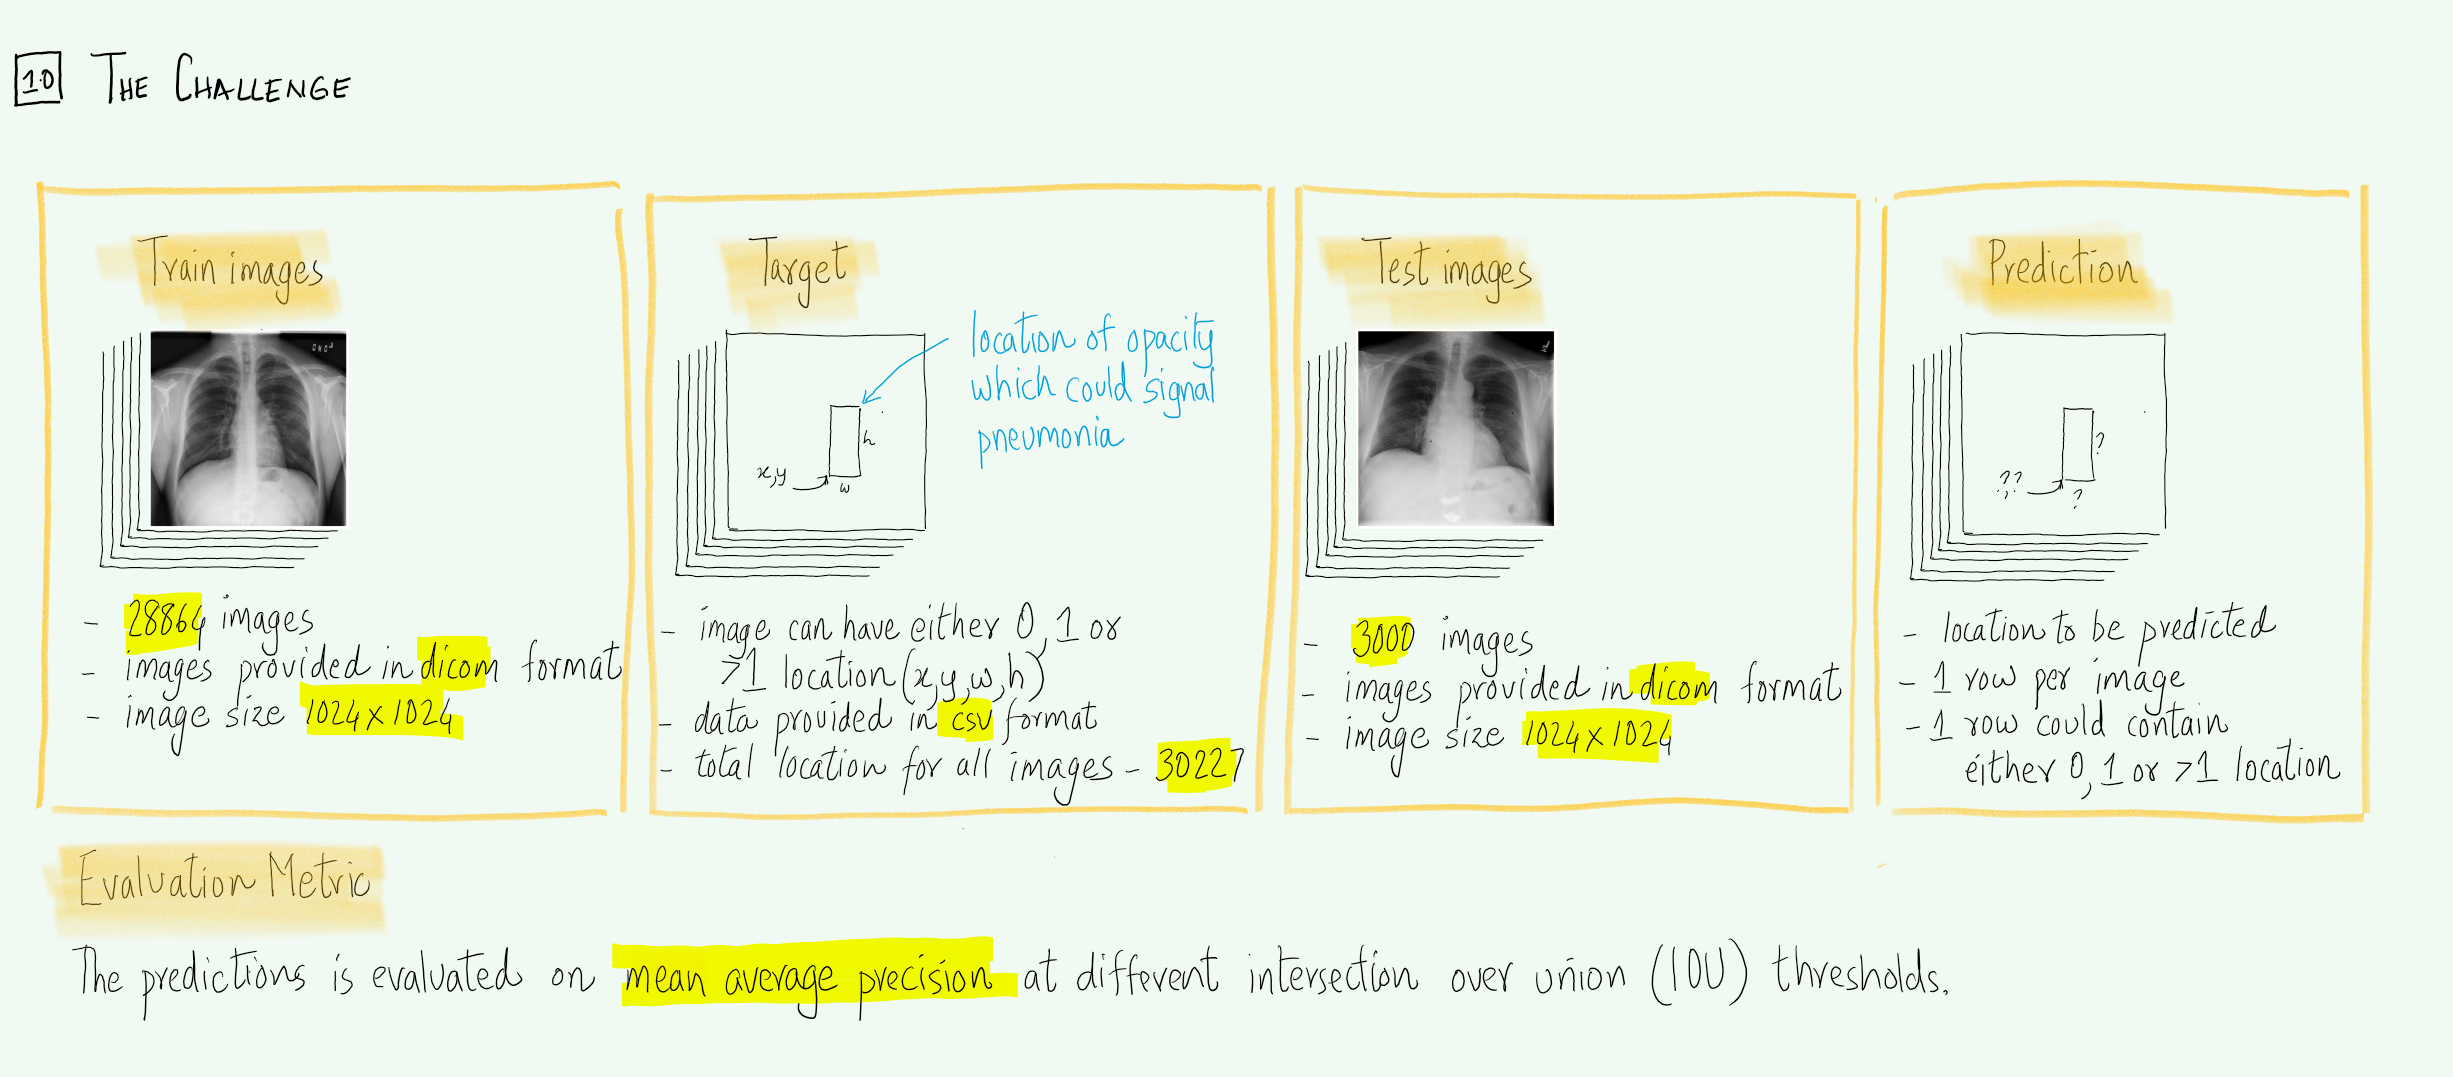 1.0 THE CHALLENGE
Train images
- 28864 images
- images provided in dicom format
- image size 1024 x 1024
Target
location of opacity
which could signal
pneumonia
h
x,y
w
- image can have either 0, 1 or
>1 location (x,y,w,h)
- data provided in csv format
- total location for all images - 30227
Test images
- 3000 images
- images provided in dicom format
- image size 1024 x 1024
Prediction
?
?,?
?
- location to be predicted
- 1 row per image
- 1 row could contain
either 0, 1 or >1 location
Evaluation Metric
The predictions is evaluated on mean average precision at different intersection over union (IOU) thresholds.